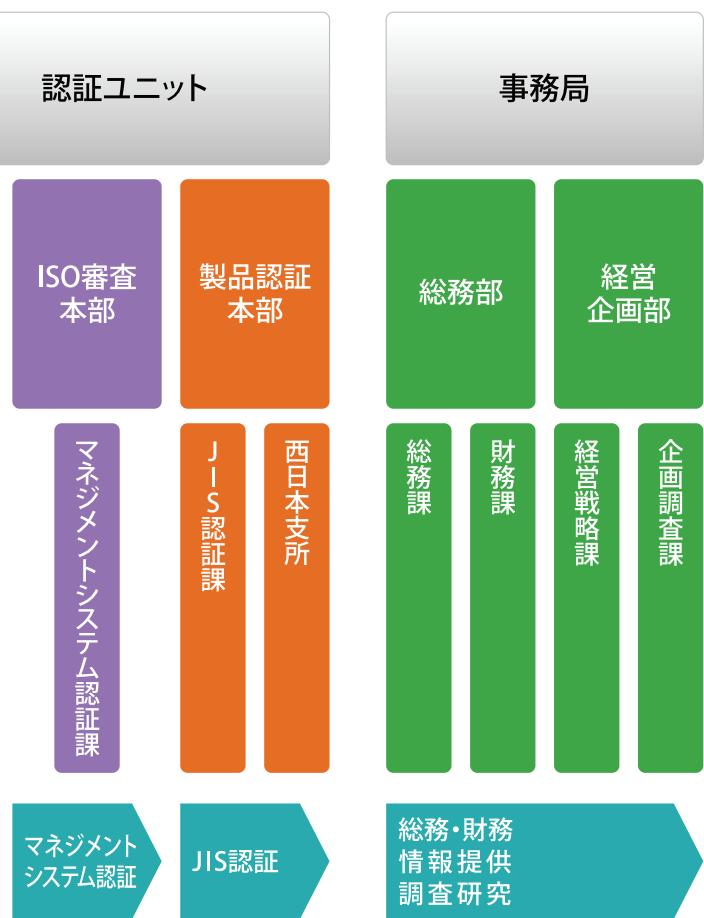 認証ユニット
事務局
ISO審査
本部
製品認証
本部
総務部
経営
企画部
マネジメントシステム認証課
JIS認証課
西日本支所
総務課
財務課
経営戦略課
企画調査課
マネジメント
システム認証
JIS認証
総務・財務
情報提供
調査研究